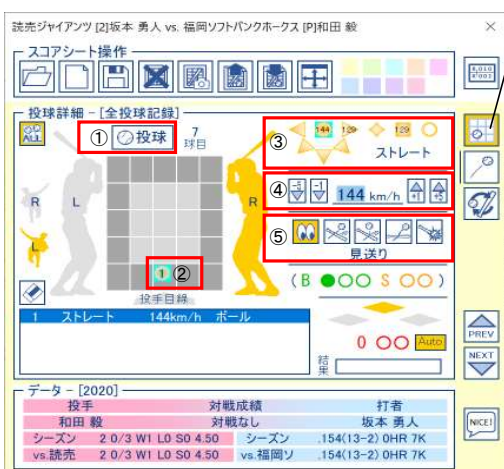 読売ジャイアンツ [2]坂本 勇人 vs. 福岡ソフトバンクホークス [P]和田 毅
スコアシート操作
投球詳細 - [全投球記録]
ALL
① 投球
7
球目
③ 144 129 129
ストレート
④ -5 -1 144 km/h +1 +5
R L R
L
⑤
見送り
1 ②
(B ●○○ S ○○)
投手目線
1 ストレート 144km/h ボール
0 ○○ Auto
結果
PREV
NEXT
データ - [2020]
投手 対戦成績 打者
和田 毅 対戦なし 坂本 勇人
シーズン 2 0/3 W1 L0 S0 4.50 シーズン .154(13-2) 0HR 7K
vs.読売 2 0/3 W1 L0 S0 4.50 vs.福岡ソ .154(13-2) 0HR 7K
NICE!